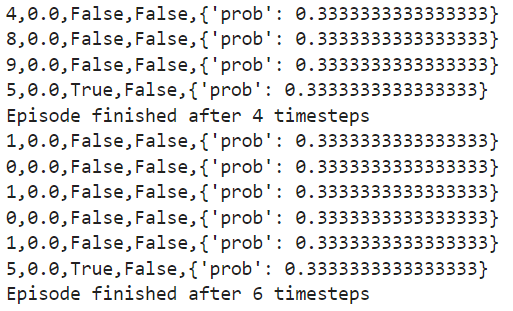 4,0.0,False,False,{'prob': 0.3333333333333333}
8,0.0,False,False,{'prob': 0.3333333333333333}
9,0.0,False,False,{'prob': 0.3333333333333333}
5,0.0,True,False,{'prob': 0.3333333333333333}
Episode finished after 4 timesteps
1,0.0,False,False,{'prob': 0.3333333333333333}
0,0.0,False,False,{'prob': 0.3333333333333333}
1,0.0,False,False,{'prob': 0.3333333333333333}
0,0.0,False,False,{'prob': 0.3333333333333333}
1,0.0,False,False,{'prob': 0.3333333333333333}
5,0.0,True,False,{'prob': 0.3333333333333333}
Episode finished after 6 timesteps